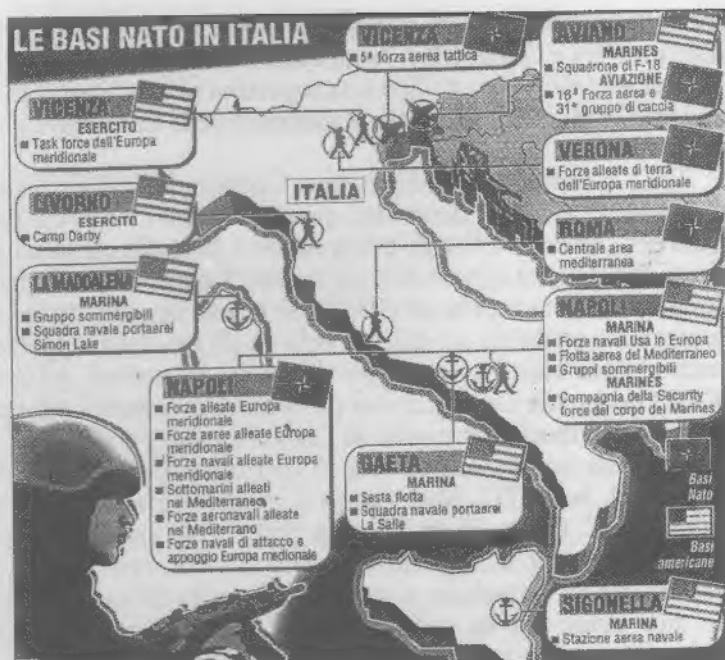 LE BASI NATO IN ITALIA
VICENZA
5ª forza aerea tattica
AVIANO
MARINES
Squadrone di F-18
AVIAZIONE
16ª Forza aerea e
31º gruppo di caccia
VICENZA
ESERCITO
Task force dell'Europa
meridionale
VERONA
Forze alleate di terra
dell'Europa meridionale
ITALIA
LIVORNO
ESERCITO
Camp Darby
ROMA
Centrale area
mediterranea
LA MADDALENA
MARINA
Gruppo sommergibili
Squadra navale portaerei
Simon Lake
NAPOLI
MARINA
Forze navali Usa in Europa
Flotta aerea del Mediterraneo
Gruppi sommergibili
MARINES
Compagnia della Security
force del corpo dei Marines
NAPOLI
Forze alleate Europa
meridionale
Forze aeree alleate Europa
meridionale
Forze navali alleate Europa
meridionale
Sottomarini alleati
nel Mediterraneo
Forze aeronavali alleate
nel Mediterrano
Forze navali di attacco e
appoggio Europa medionale
GAETA
MARINA
Sesta flotta
Squadra navale portaerei
La Salle
Basi
Nato
Basi
americane
SIGONELLA
MARINA
Stazione aerea navale